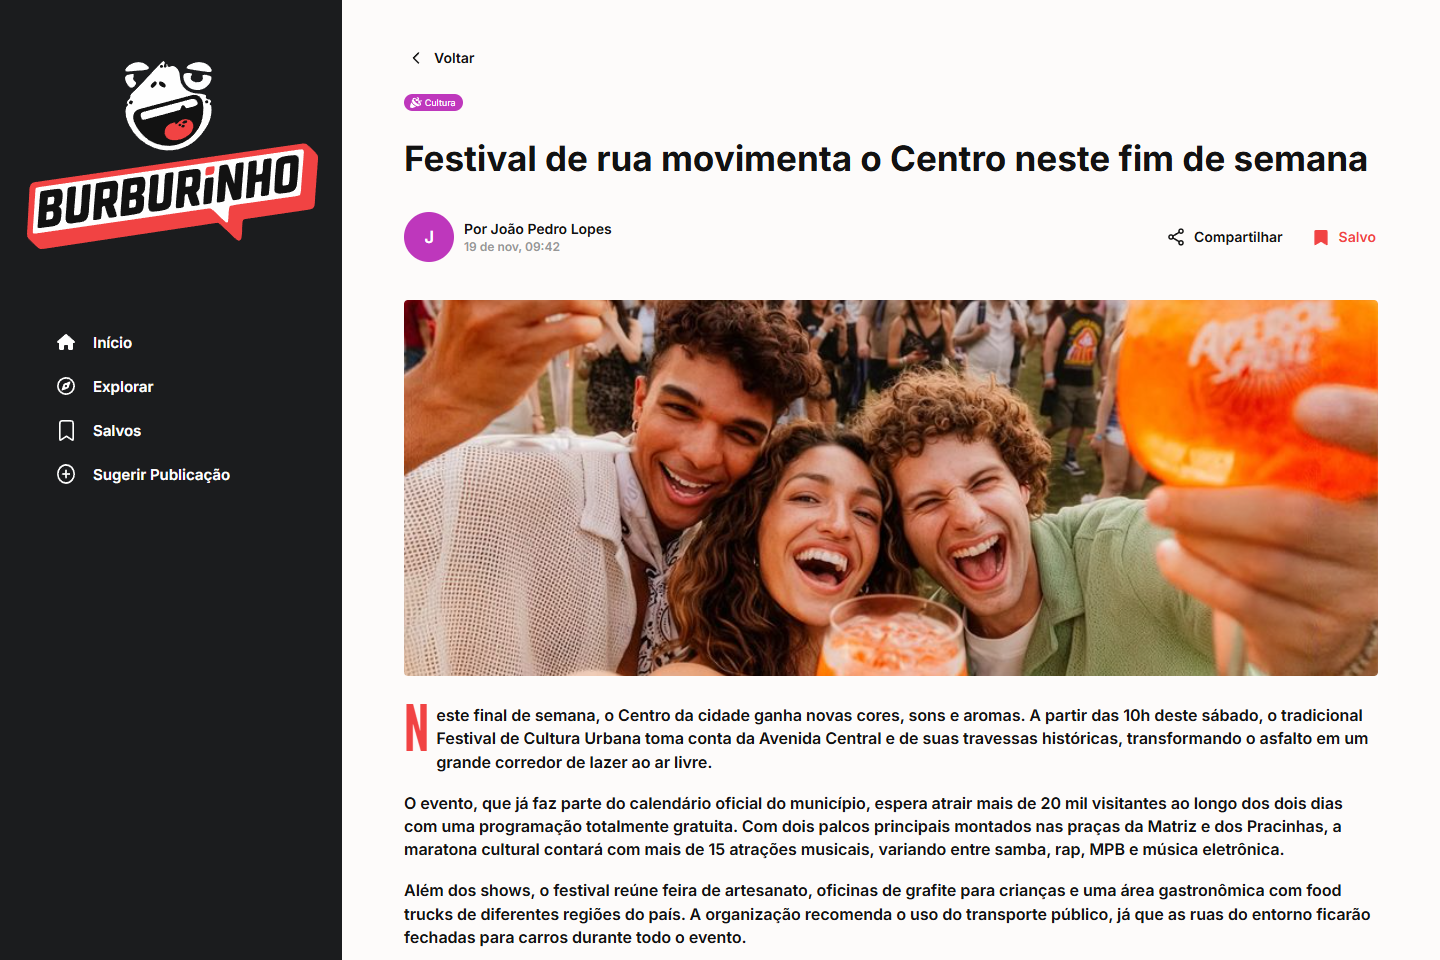 BURBURiNHO
Início
Explorar
Salvos
Sugerir Publicação
Voltar
Cultura
Festival de rua movimenta o Centro neste fim de semana
J
Por João Pedro Lopes
19 de nov, 09:42
Compartilhar
Salvo
APEROL
Neste final de semana, o Centro da cidade ganha novas cores, sons e aromas. A partir das 10h deste sábado, o tradicional
Festival de Cultura Urbana toma conta da Avenida Central e de suas travessas históricas, transformando o asfalto em um
grande corredor de lazer ao ar livre.
O evento, que já faz parte do calendário oficial do município, espera atrair mais de 20 mil visitantes ao longo dos dois dias
com uma programação totalmente gratuita. Com dois palcos principais montados nas praças da Matriz e dos Pracinhas, a
maratona cultural contará com mais de 15 atrações musicais, variando entre samba, rap, MPB e música eletrônica.
Além dos shows, o festival reúne feira de artesanato, oficinas de grafite para crianças e uma área gastronômica com food
trucks de diferentes regiões do país. A organização recomenda o uso do transporte público, já que as ruas do entorno ficarão
fechadas para carros durante todo o evento.